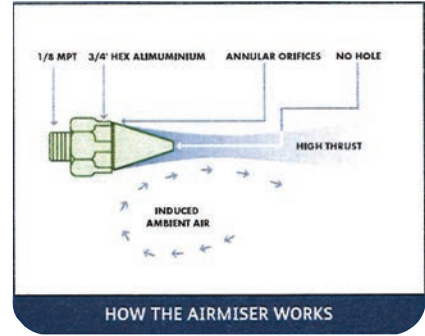 1/8 MPT 3/4' HEX ALIMUMINIUM ANNULAR ORIFICES NO HOLE
HIGH THRUST
INDUCED
AMBIENT AIR
HOW THE AIRMISER WORKS